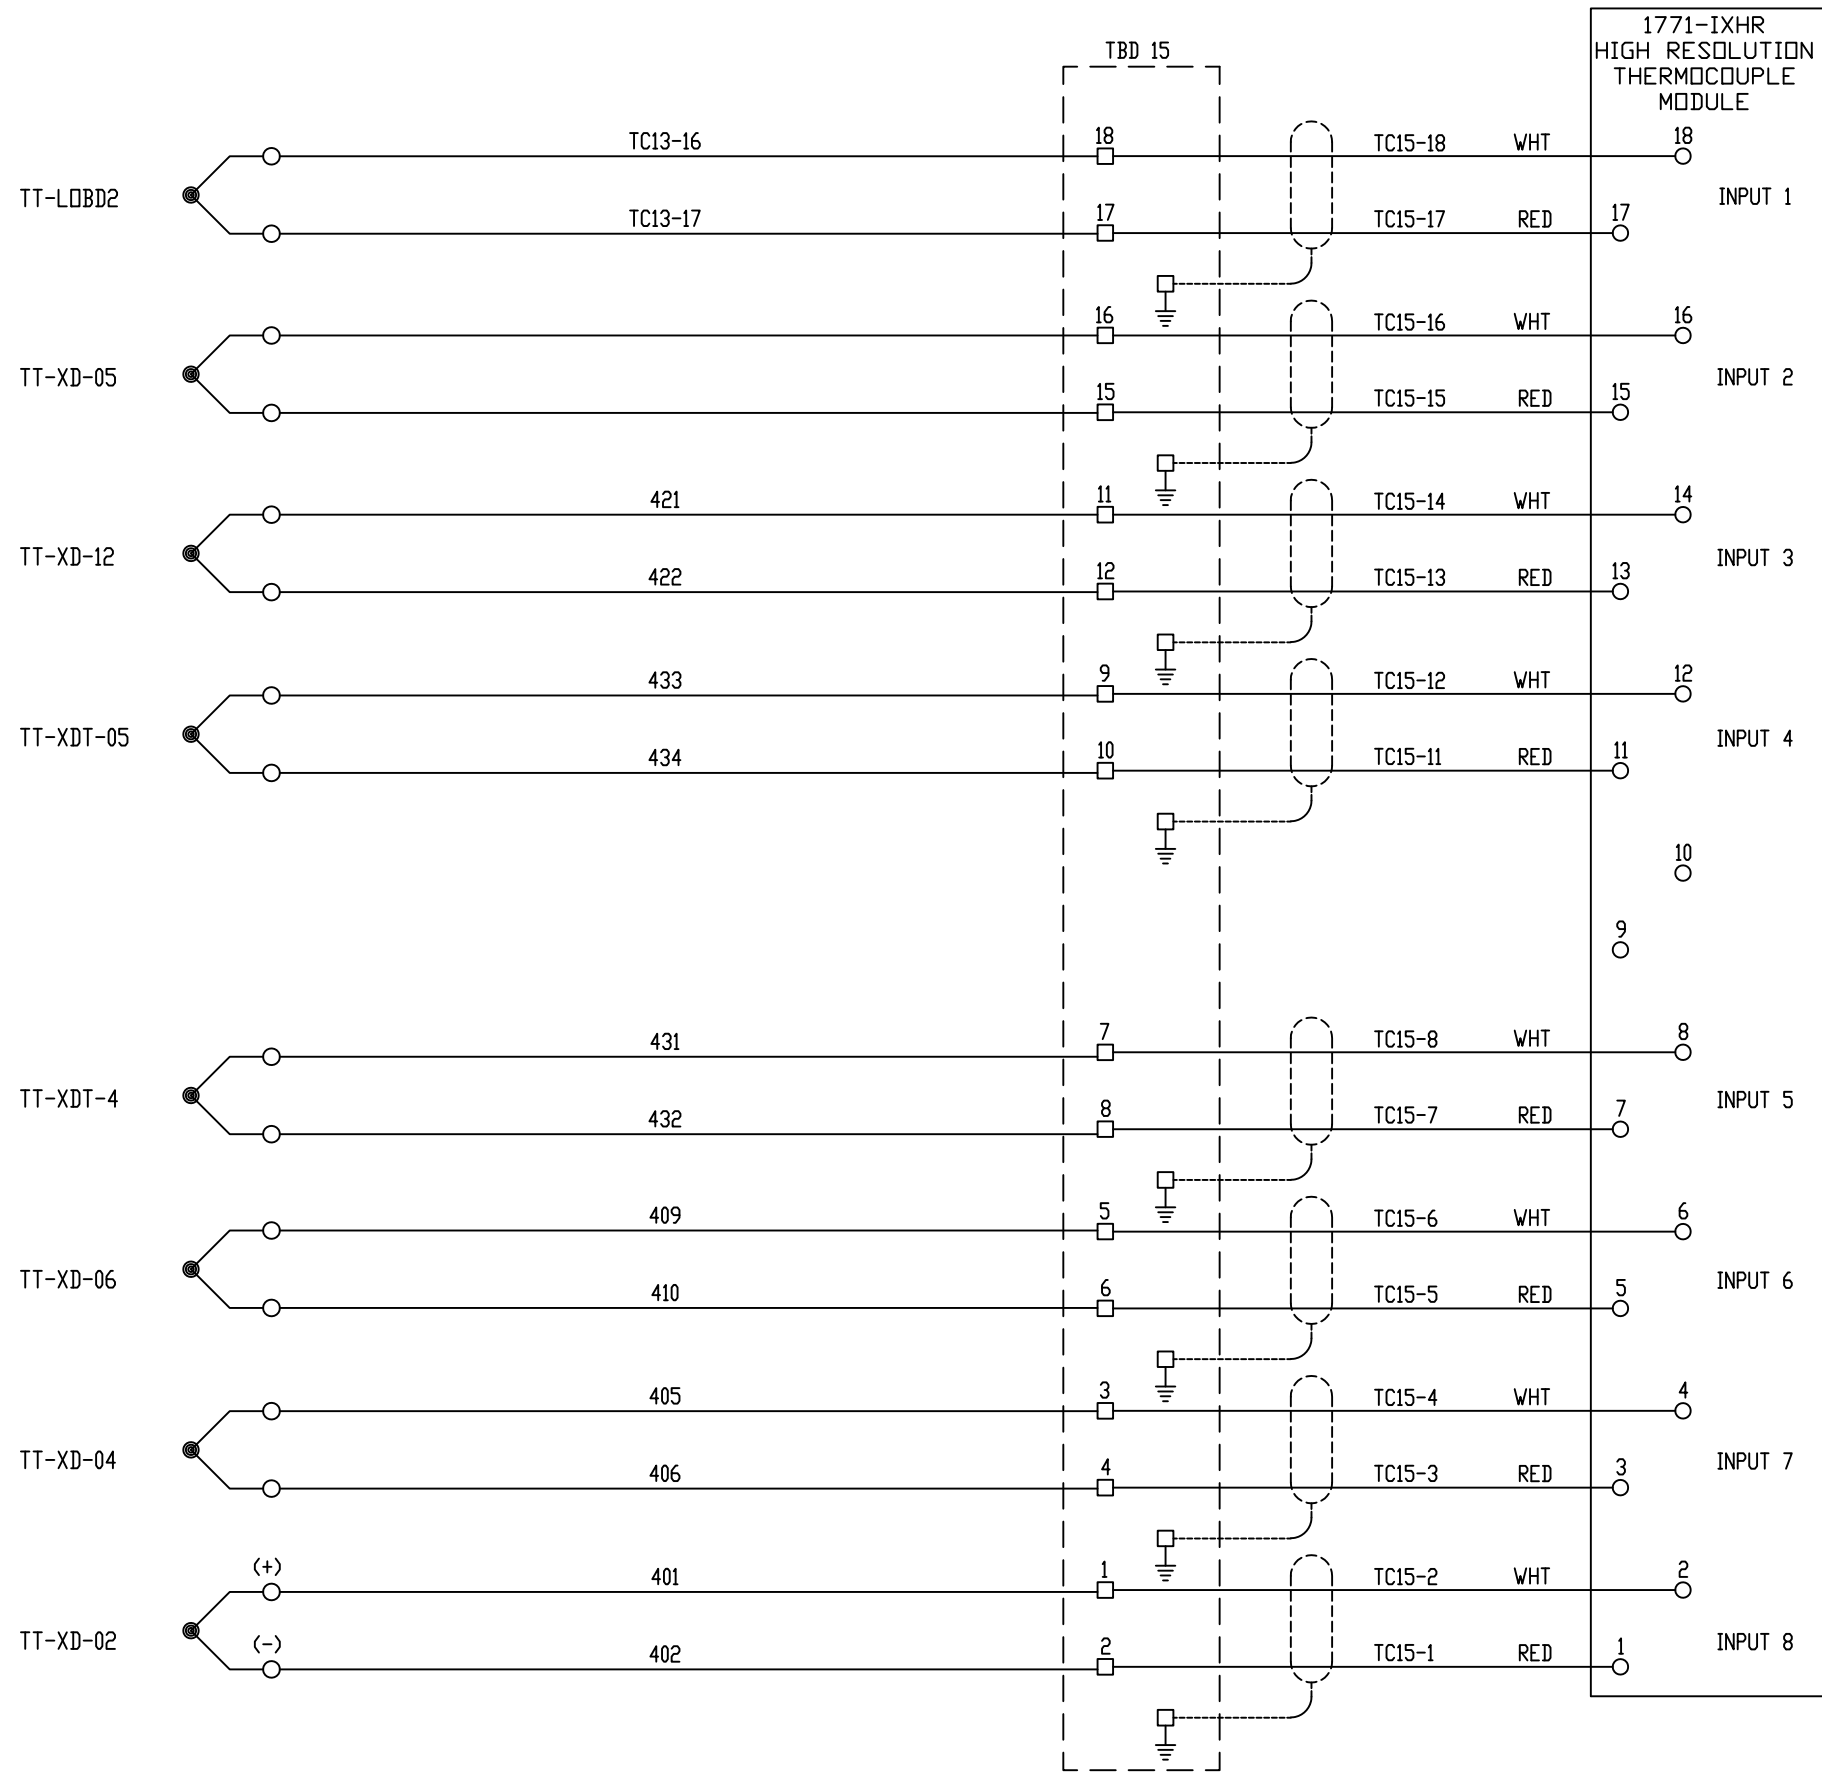 1771-IXHR
HIGH RESOLUTION
THERMOCOUPLE
MODULE
TBD 15
TC13-16
18
TC15-18 WHT
18
TT-LOBD2
INPUT 1
TC13-17
17
TC15-17 RED
17
16
TC15-16 WHT
16
TT-XD-05
INPUT 2
15
TC15-15 RED
15
421
11
TC15-14 WHT
14
TT-XD-12
INPUT 3
422
12
TC15-13 RED
13
433
9
TC15-12 WHT
12
TT-XDT-05
INPUT 4
434
10
TC15-11 RED
11
10
9
431
7
TC15-8 WHT
8
TT-XDT-4
INPUT 5
432
8
TC15-7 RED
7
409
5
TC15-6 WHT
6
TT-XD-06
INPUT 6
410
6
TC15-5 RED
5
405
3
TC15-4 WHT
4
TT-XD-04
INPUT 7
406
4
TC15-3 RED
3
(+)
401
1
TC15-2 WHT
2
TT-XD-02
INPUT 8
(-)
402
2
TC15-1 RED
1